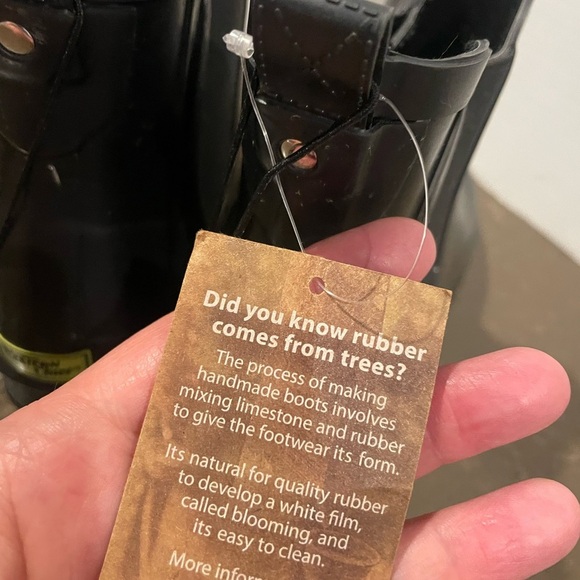 Did you know rubber
comes from trees?
The process of making
handmade boots involves
mixing limestone and rubber
to give the footwear its form.
Its natural for quality rubber
to develop a white film,
called blooming, and
its easy to clean.
More